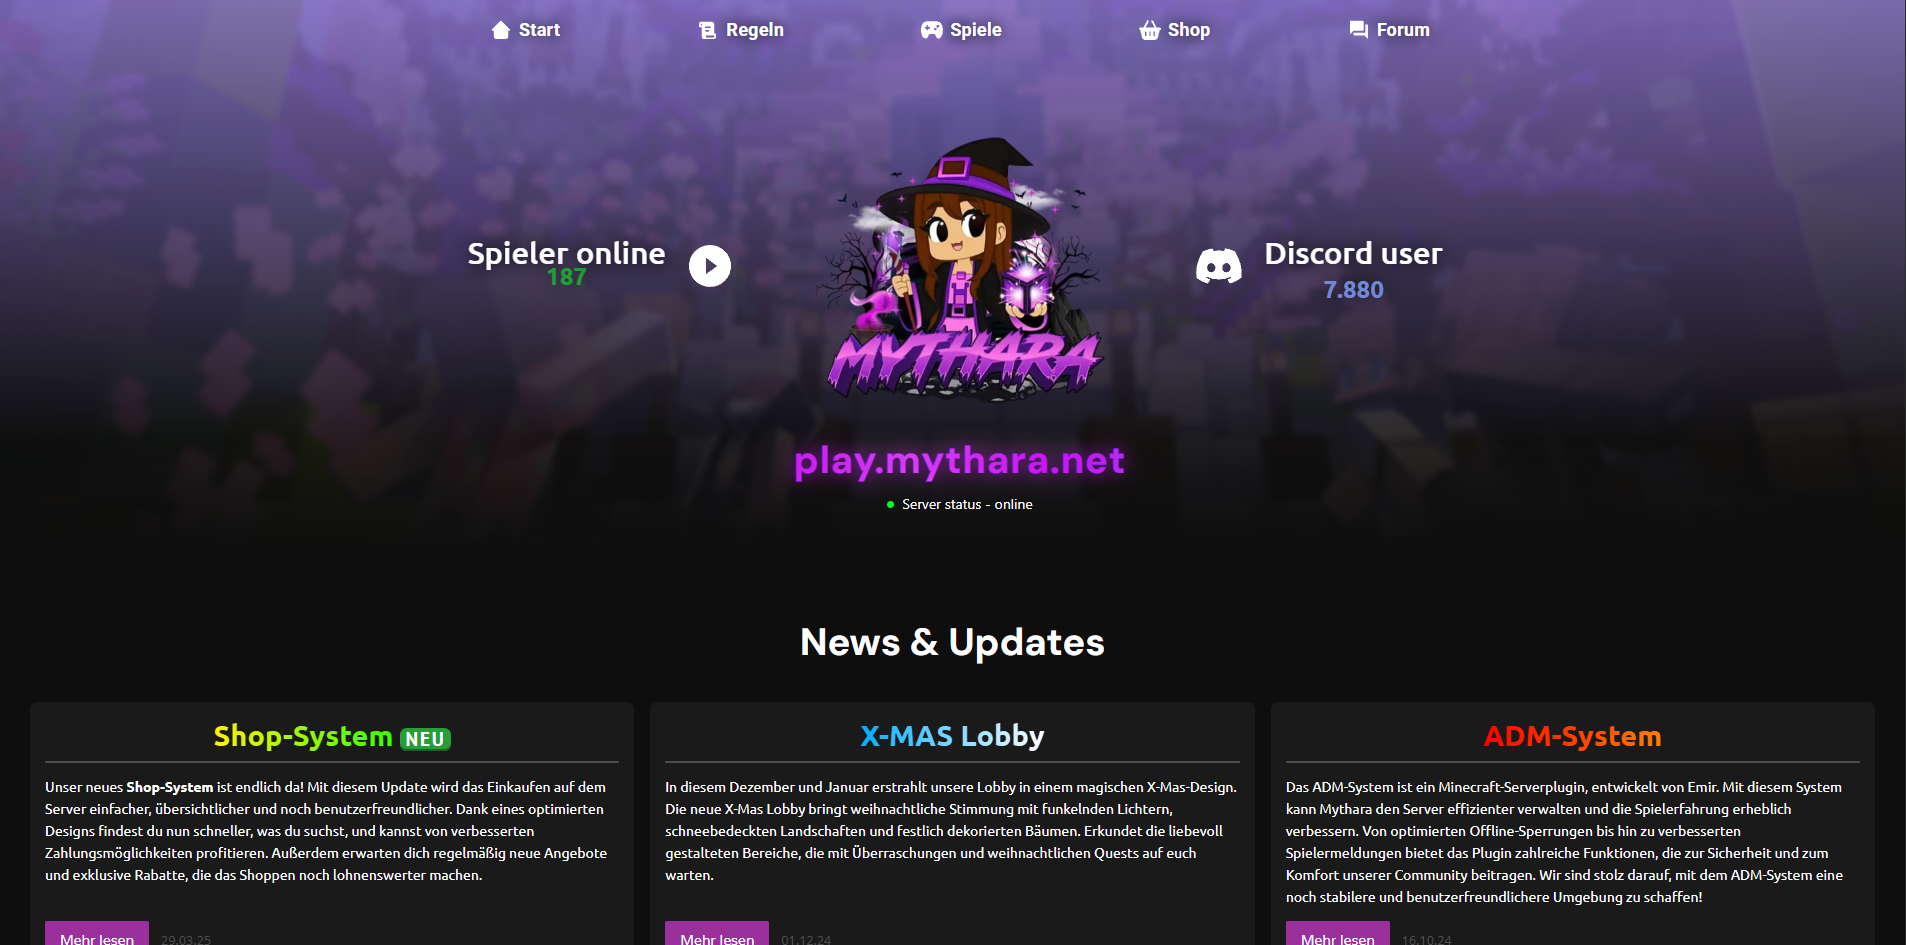 Start
Regeln
Spiele
Shop
Forum
Spieler online
187
MYTHARA
Discord user
7.880
play.mythara.net
Server status - online
News & Updates
Shop-System NEU
Unser neues Shop-System ist endlich da! Mit diesem Update wird das Einkaufen auf dem
Server einfacher, übersichtlicher und noch benutzerfreundlicher. Dank eines optimierten
Designs findest du nun schneller, was du suchst, und kannst von verbesserten
Zahlungsmöglichkeiten profitieren. Außerdem erwarten dich regelmäßig neue Angebote
und exklusive Rabatte, die das Shoppen noch lohnenswerter machen.
Mehr lesen
29.03.25
X-MAS Lobby
In diesem Dezember und Januar erstrahlt unsere Lobby in einem magischen X-Mas-Design.
Die neue X-Mas Lobby bringt weihnachtliche Stimmung mit funkelnden Lichtern,
schneebedeckten Landschaften und festlich dekorierten Bäumen. Erkundet die liebevoll
gestalteten Bereiche, die mit Überraschungen und weihnachtlichen Quests auf euch
warten.
Mehr lesen
01.12.24
ADM-System
Das ADM-System ist ein Minecraft-Serverplugin, entwickelt von Emir. Mit diesem System
kann Mythara den Server effizienter verwalten und die Spielerfahrung erheblich
verbessern. Von optimierten Offline-Sperrungen bis hin zu verbesserten
Spielermeldungen bietet das Plugin zahlreiche Funktionen, die zur Sicherheit und zum
Komfort unserer Community beitragen. Wir sind stolz darauf, mit dem ADM-System eine
noch stabilere und benutzerfreundlichere Umgebung zu schaffen!
Mehr lesen
16.10.24